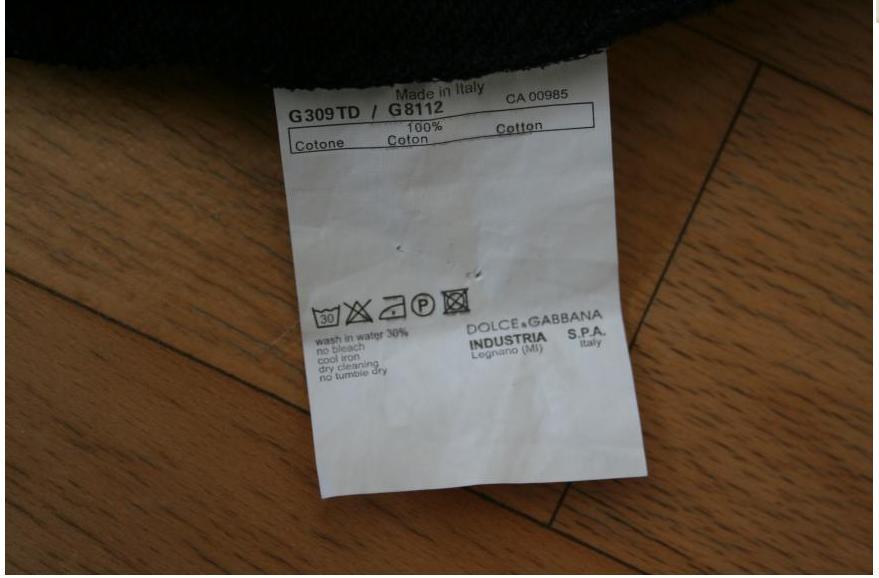 Made in Italy
G309TD / G8112 CA 00985
100%
Cotone Coton Cotton
30 P
wash in water 30%
no bleach
cool iron
dry cleaning
no tumble dry
DOLCE&GABBANA
INDUSTRIA S.P.A.
Legnano (MI) Italy